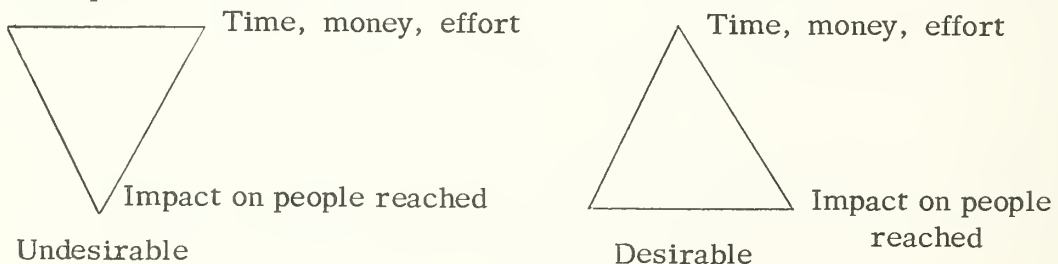 Time, money, effort
Impact on people reached
Undesirable
Time, money, effort
Impact on people
reached
Desirable